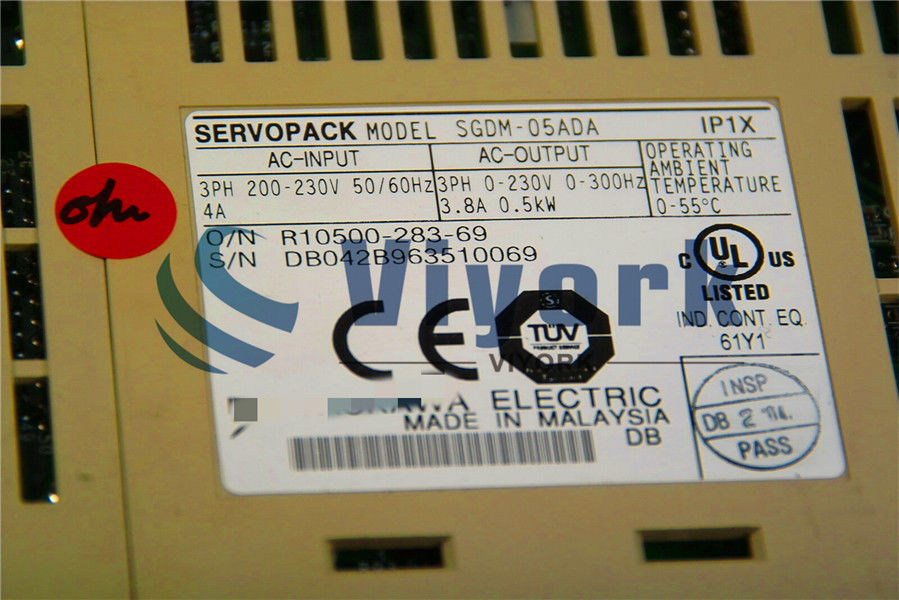 SERVOPACK MODEL SGDM-05ADA IP1X
AC-INPUT
3PH 200-230V 50/60Hz
4A
AC-OUTPUT
3PH 0-230V 0-300Hz
3.8A 0.5kW
OPERATING
AMBIENT
TEMPERATURE
0-55°C
O/N R10500-283-69
S/N DB042B963510069
Viyork
VIYORK
CE
TÜV
PRODUCT SERVICE
C UL US
LISTED
IND. CONT. EQ.
61Y1
ELECTRIC
MADE IN MALAYSIA
DB
INSP
DB 2
PASS